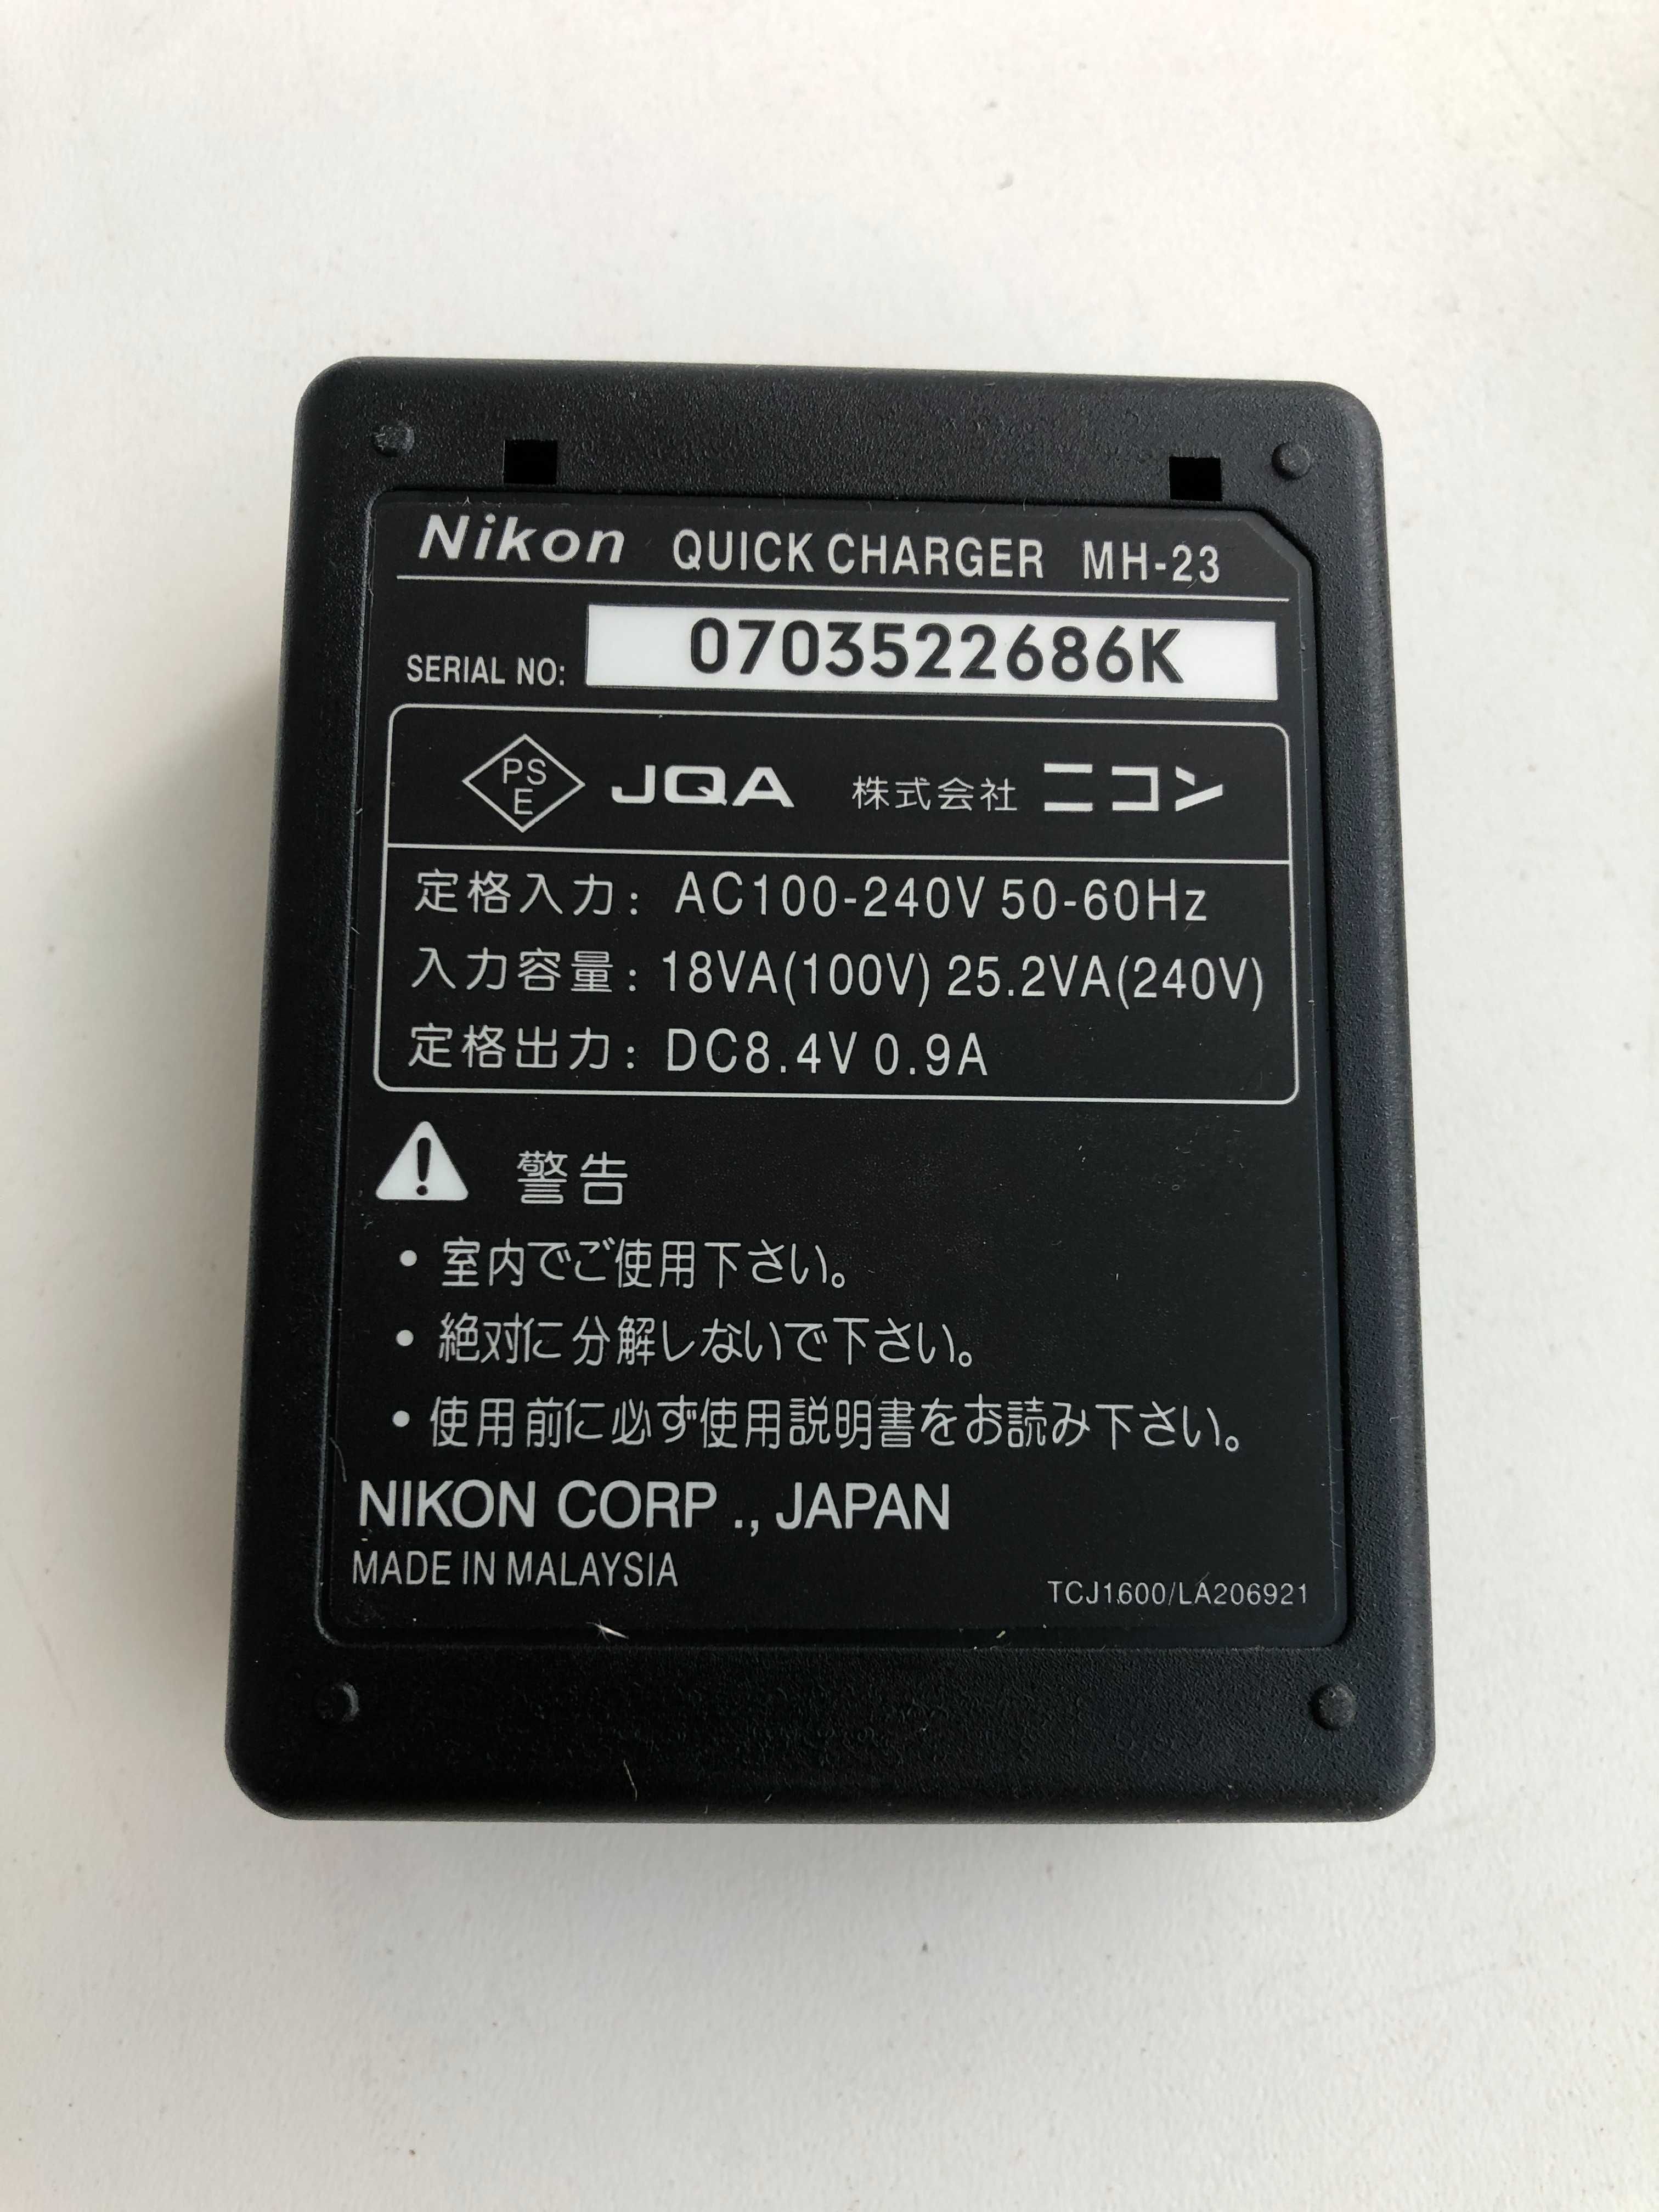 Nikon QUICK CHARGER MH-23
SERIAL NO: 0703522686K
PS E JQA 株式会社 ニコン
定格入力: AC100-240V 50-60Hz
入力容量: 18VA(100V) 25.2VA(240V)
定格出力: DC8.4V 0.9A
警告
• 室内でご使用下さい。
• 絶対に分解しないで下さい。
• 使用前に必ず使用説明書をお読み下さい。
NIKON CORP ., JAPAN
MADE IN MALAYSIA
TCJ1600/LA206921